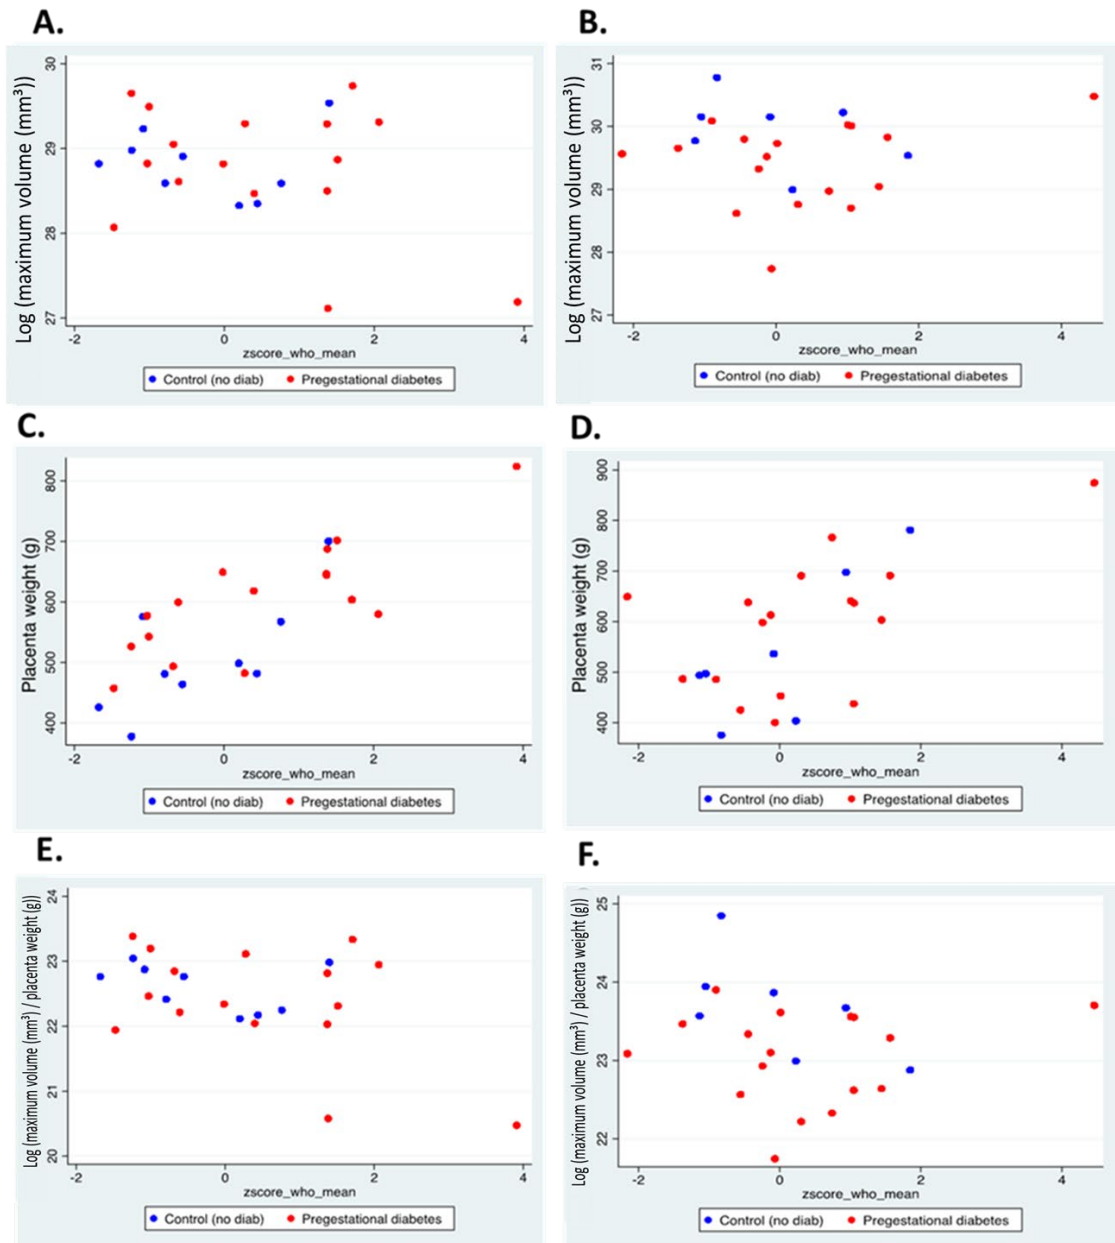 A.
B.
Log (maximum volume (mm³))
30
29
28
27
-2 0 2 4
zscore_who_mean
Control (no diab) Pregestational diabetes
Log (maximum volume (mm³))
31
30
29
28
27
-2 0 2 4
zscore_who_mean
Control (no diab) Pregestational diabetes
C.
D.
Placenta weight (g)
800
700
600
500
400
-2 0 2 4
zscore_who_mean
Control (no diab) Pregestational diabetes
Placenta weight (g)
900
800
700
600
500
400
-2 0 2 4
zscore_who_mean
Control (no diab) Pregestational diabetes
E.
F.
Log (maximum volume (mm³) / placenta weight (g))
24
23
22
21
20
-2 0 2 4
zscore_who_mean
Control (no diab) Pregestational diabetes
Log (maximum volume (mm³) / placenta weight (g))
25
24
23
22
-2 0 2 4
zscore_who_mean
Control (no diab) Pregestational diabetes